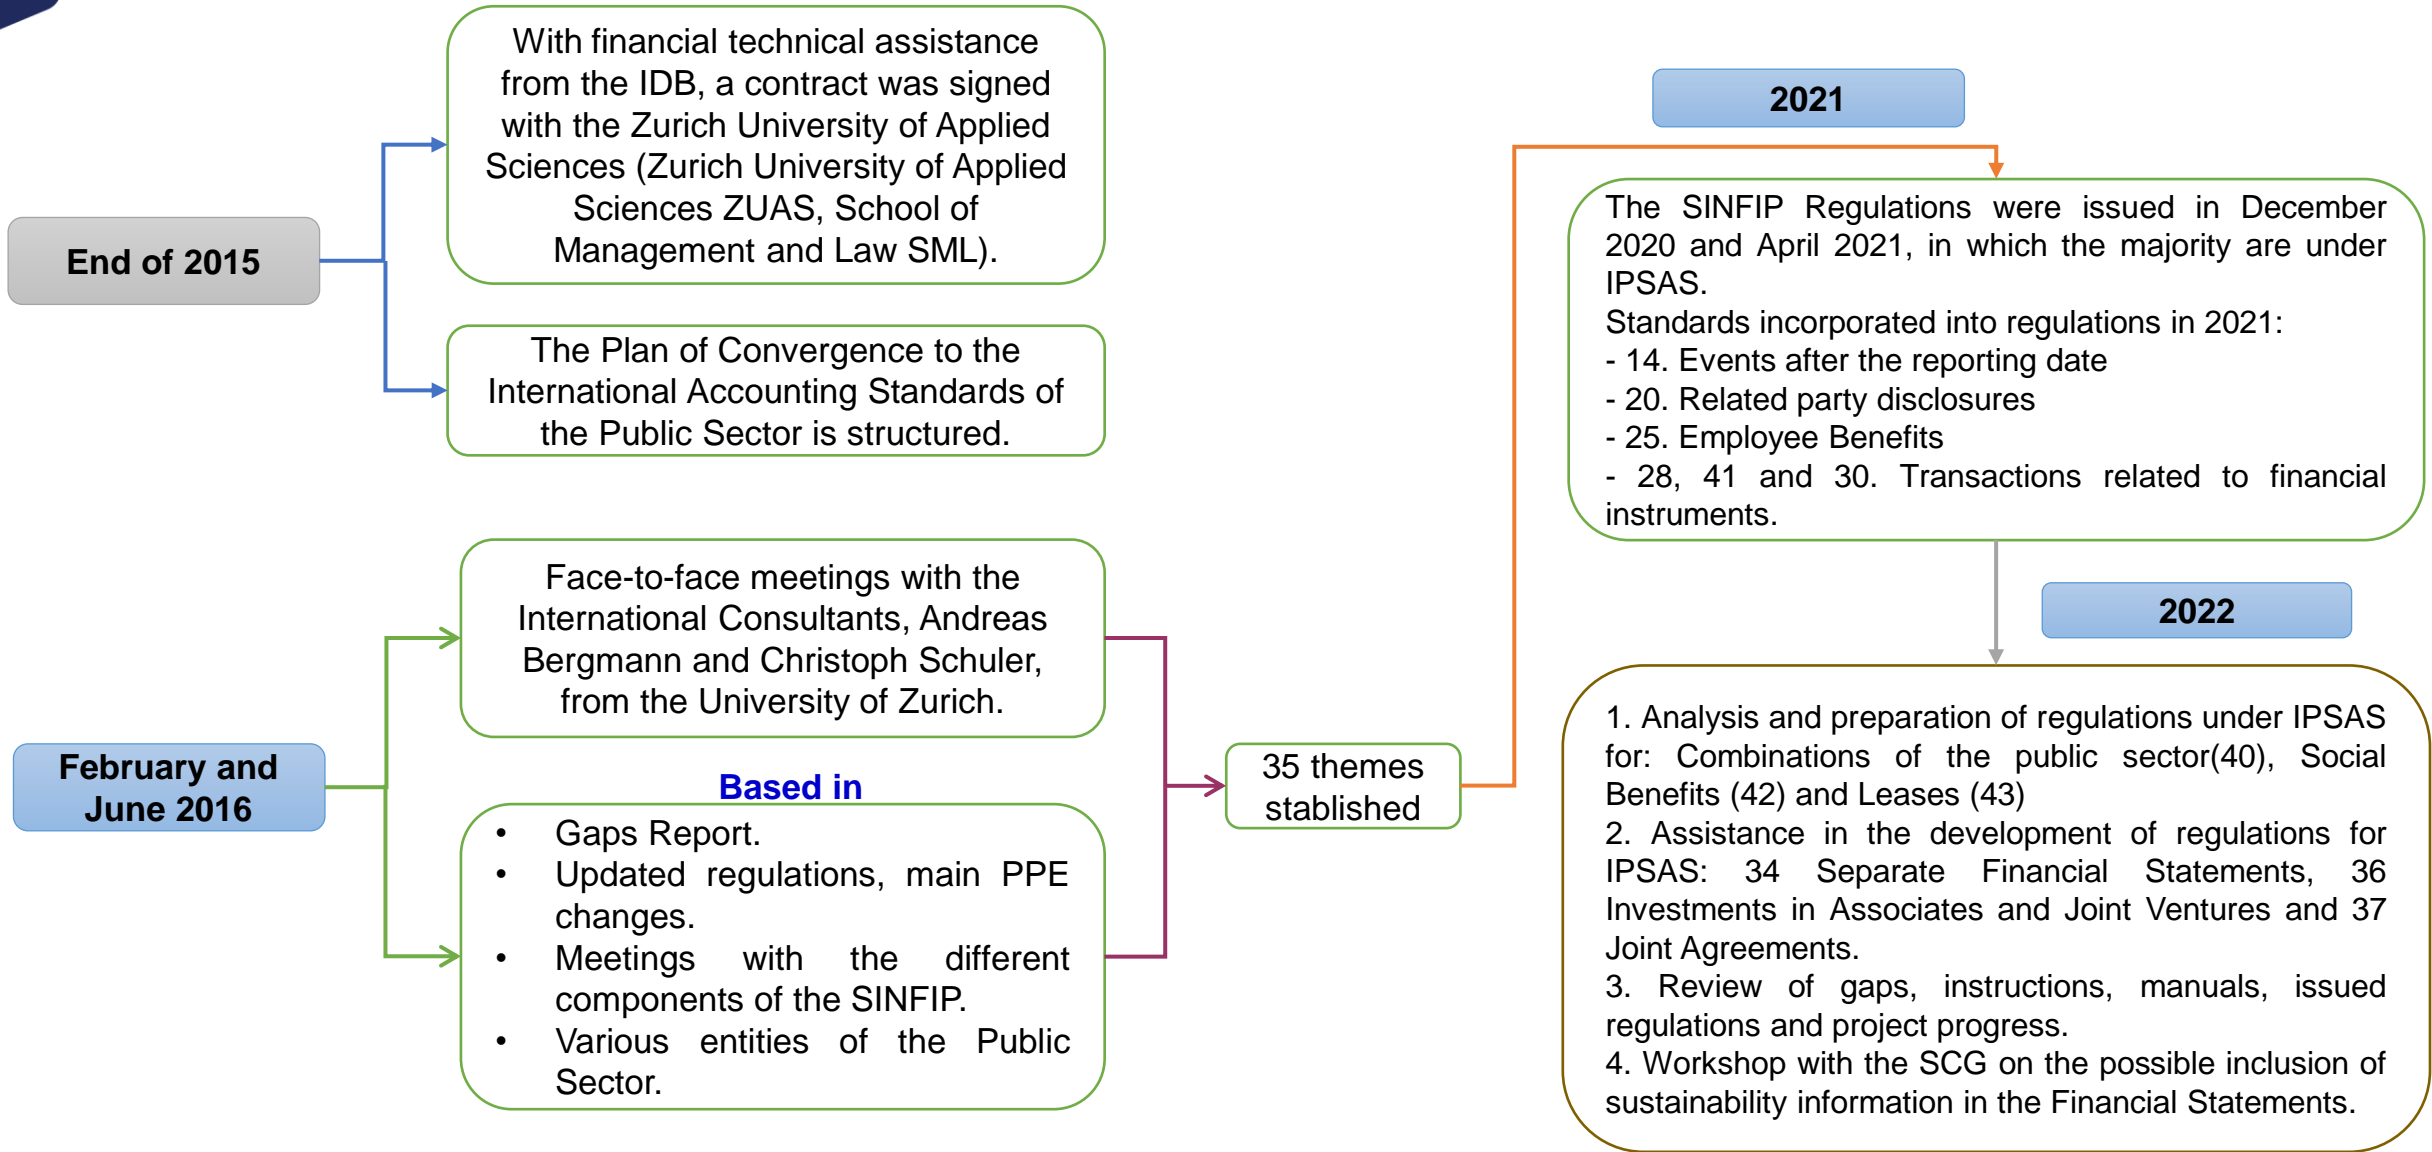 End of 2015
With financial technical assistance
from the IDB, a contract was signed
with the Zurich University of Applied
Sciences (Zurich University of Applied
Sciences ZUAS, School of
Management and Law SML).
The Plan of Convergence to the
International Accounting Standards of
the Public Sector is structured.
February and
June 2016
Face-to-face meetings with the
International Consultants, Andreas
Bergmann and Christoph Schuler,
from the University of Zurich.
Based in
• Gaps Report.
• Updated regulations, main PPE
changes.
• Meetings with the different
components of the SINFIP.
• Various entities of the Public
Sector.
35 themes
stablished
2021
The SINFIP Regulations were issued in December
2020 and April 2021, in which the majority are under
IPSAS.
Standards incorporated into regulations in 2021:
- 14. Events after the reporting date
- 20. Related party disclosures
- 25. Employee Benefits
- 28, 41 and 30. Transactions related to financial
instruments.
2022
1. Analysis and preparation of regulations under IPSAS
for: Combinations of the public sector(40), Social
Benefits (42) and Leases (43)
2. Assistance in the development of regulations for
IPSAS: 34 Separate Financial Statements, 36
Investments in Associates and Joint Ventures and 37
Joint Agreements.
3. Review of gaps, instructions, manuals, issued
regulations and project progress.
4. Workshop with the SCG on the possible inclusion of
sustainability information in the Financial Statements.